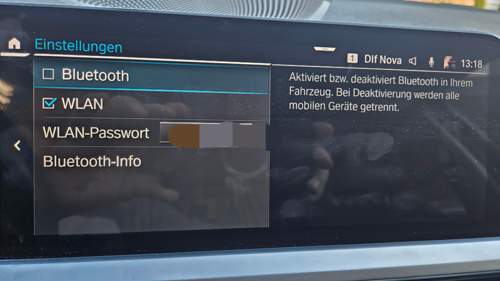 Einstellungen
1 Dlf Nova 13:18
Bluetooth
WLAN
WLAN-Passwort
Bluetooth-Info
Aktiviert bzw. deaktiviert Bluetooth in Ihrem
Fahrzeug. Bei Deaktivierung werden alle
mobilen Geräte getrennt.